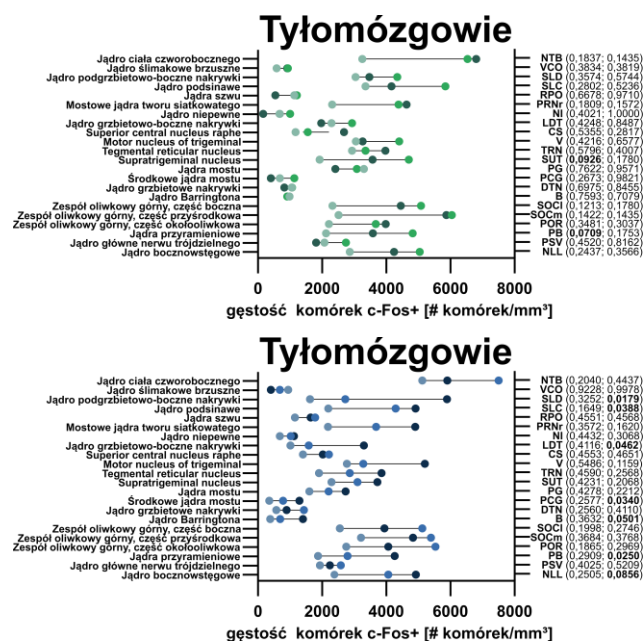 Tyłomózgowie
Jądro ciała czworobocznego NTB (0,1837; 0,1435)
Jądro ślimakowe brzuszne VCO (0,3834; 0,3819)
Jądro podgrzbietowo-boczne nakrywki SLD (0,3574; 0,5744)
Jądro podsinawe SLC (0,2802; 0,5236)
Jądra szwu RPO (0,6678; 0,9710)
Mostowe jądra tworu siatkowatego PRNr (0,1809; 0,1572)
Jądro niepewne NI (0,4021; 1,0000)
Jądro grzbietowo-boczne nakrywki LDT (0,4248; 0,8487)
Superior central nucleus raphe CS (0,5355; 0,2817)
Motor nucleus of trigeminal V (0,4216; 0,6577)
Tegmental reticular nucleus TRN (0,5796; 0,4007)
Supratrigeminal nucleus SUT (0,0926; 0,1780)
Jądra mostu PG (0,7622; 0,9571)
Środkowe jądra mostu PCG (0,2673; 0,9821)
Jądro grzbietowe nakrywki DTN (0,6975; 0,8455)
Jądro Barringtona B (0,7593; 0,7079)
Zespół oliwkowy górny, część boczna SOCl (0,1213; 0,1780)
Zespół oliwkowy górny, część przyśrodkowa SOCm (0,1422; 0,1435)
Zespół oliwkowy górny, część okołooliwkowa POR (0,3481; 0,3037)
Jądra przyramieniowe PB (0,0709; 0,1753)
Jądro główne nerwu trójdzielnego PSV (0,4520; 0,8162)
Jądro bocznowstęgowe NLL (0,2437; 0,3566)
0 2000 4000 6000 8000
gęstość komórek c-Fos+ [# komórek/mm³]
Tyłomózgowie
Jądro ciała czworobocznego NTB (0,2040; 0,4437)
Jądro ślimakowe brzuszne VCO (0,9228; 0,9978)
Jądro podgrzbietowo-boczne nakrywki SLD (0,3252; 0,0179)
Jądro podsinawe SLC (0,1649; 0,0388)
Jądra szwu RPO (0,4551; 0,4568)
Mostowe jądra tworu siatkowatego PRNr (0,3572; 0,1620)
Jądro niepewne NI (0,4432; 0,3068)
Jądro grzbietowo-boczne nakrywki LDT (0,4116; 0,0462)
Superior central nucleus raphe CS (0,4553; 0,4651)
Motor nucleus of trigeminal V (0,5486; 0,1159)
Tegmental reticular nucleus TRN (0,4590; 0,2568)
Supratrigeminal nucleus SUT (0,4231; 0,2068)
Jądra mostu PG (0,4278; 0,2212)
Środkowe jądra mostu PCG (0,2577; 0,0340)
Jądro grzbietowe nakrywki DTN (0,2560; 0,4110)
Jądro Barringtona B (0,3632; 0,0501)
Zespół oliwkowy górny, część boczna SOCl (0,1998; 0,2746)
Zespół oliwkowy górny, część przyśrodkowa SOCm (0,3684; 0,3768)
Zespół oliwkowy górny, część okołooliwkowa POR (0,1865; 0,2969)
Jądra przyramieniowe PB (0,2909; 0,0250)
Jądro główne nerwu trójdzielnego PSV (0,4025; 0,5209)
Jądro bocznowstęgowe NLL (0,2505; 0,0856)
0 2000 4000 6000 8000
gęstość komórek c-Fos+ [# komórek/mm³]